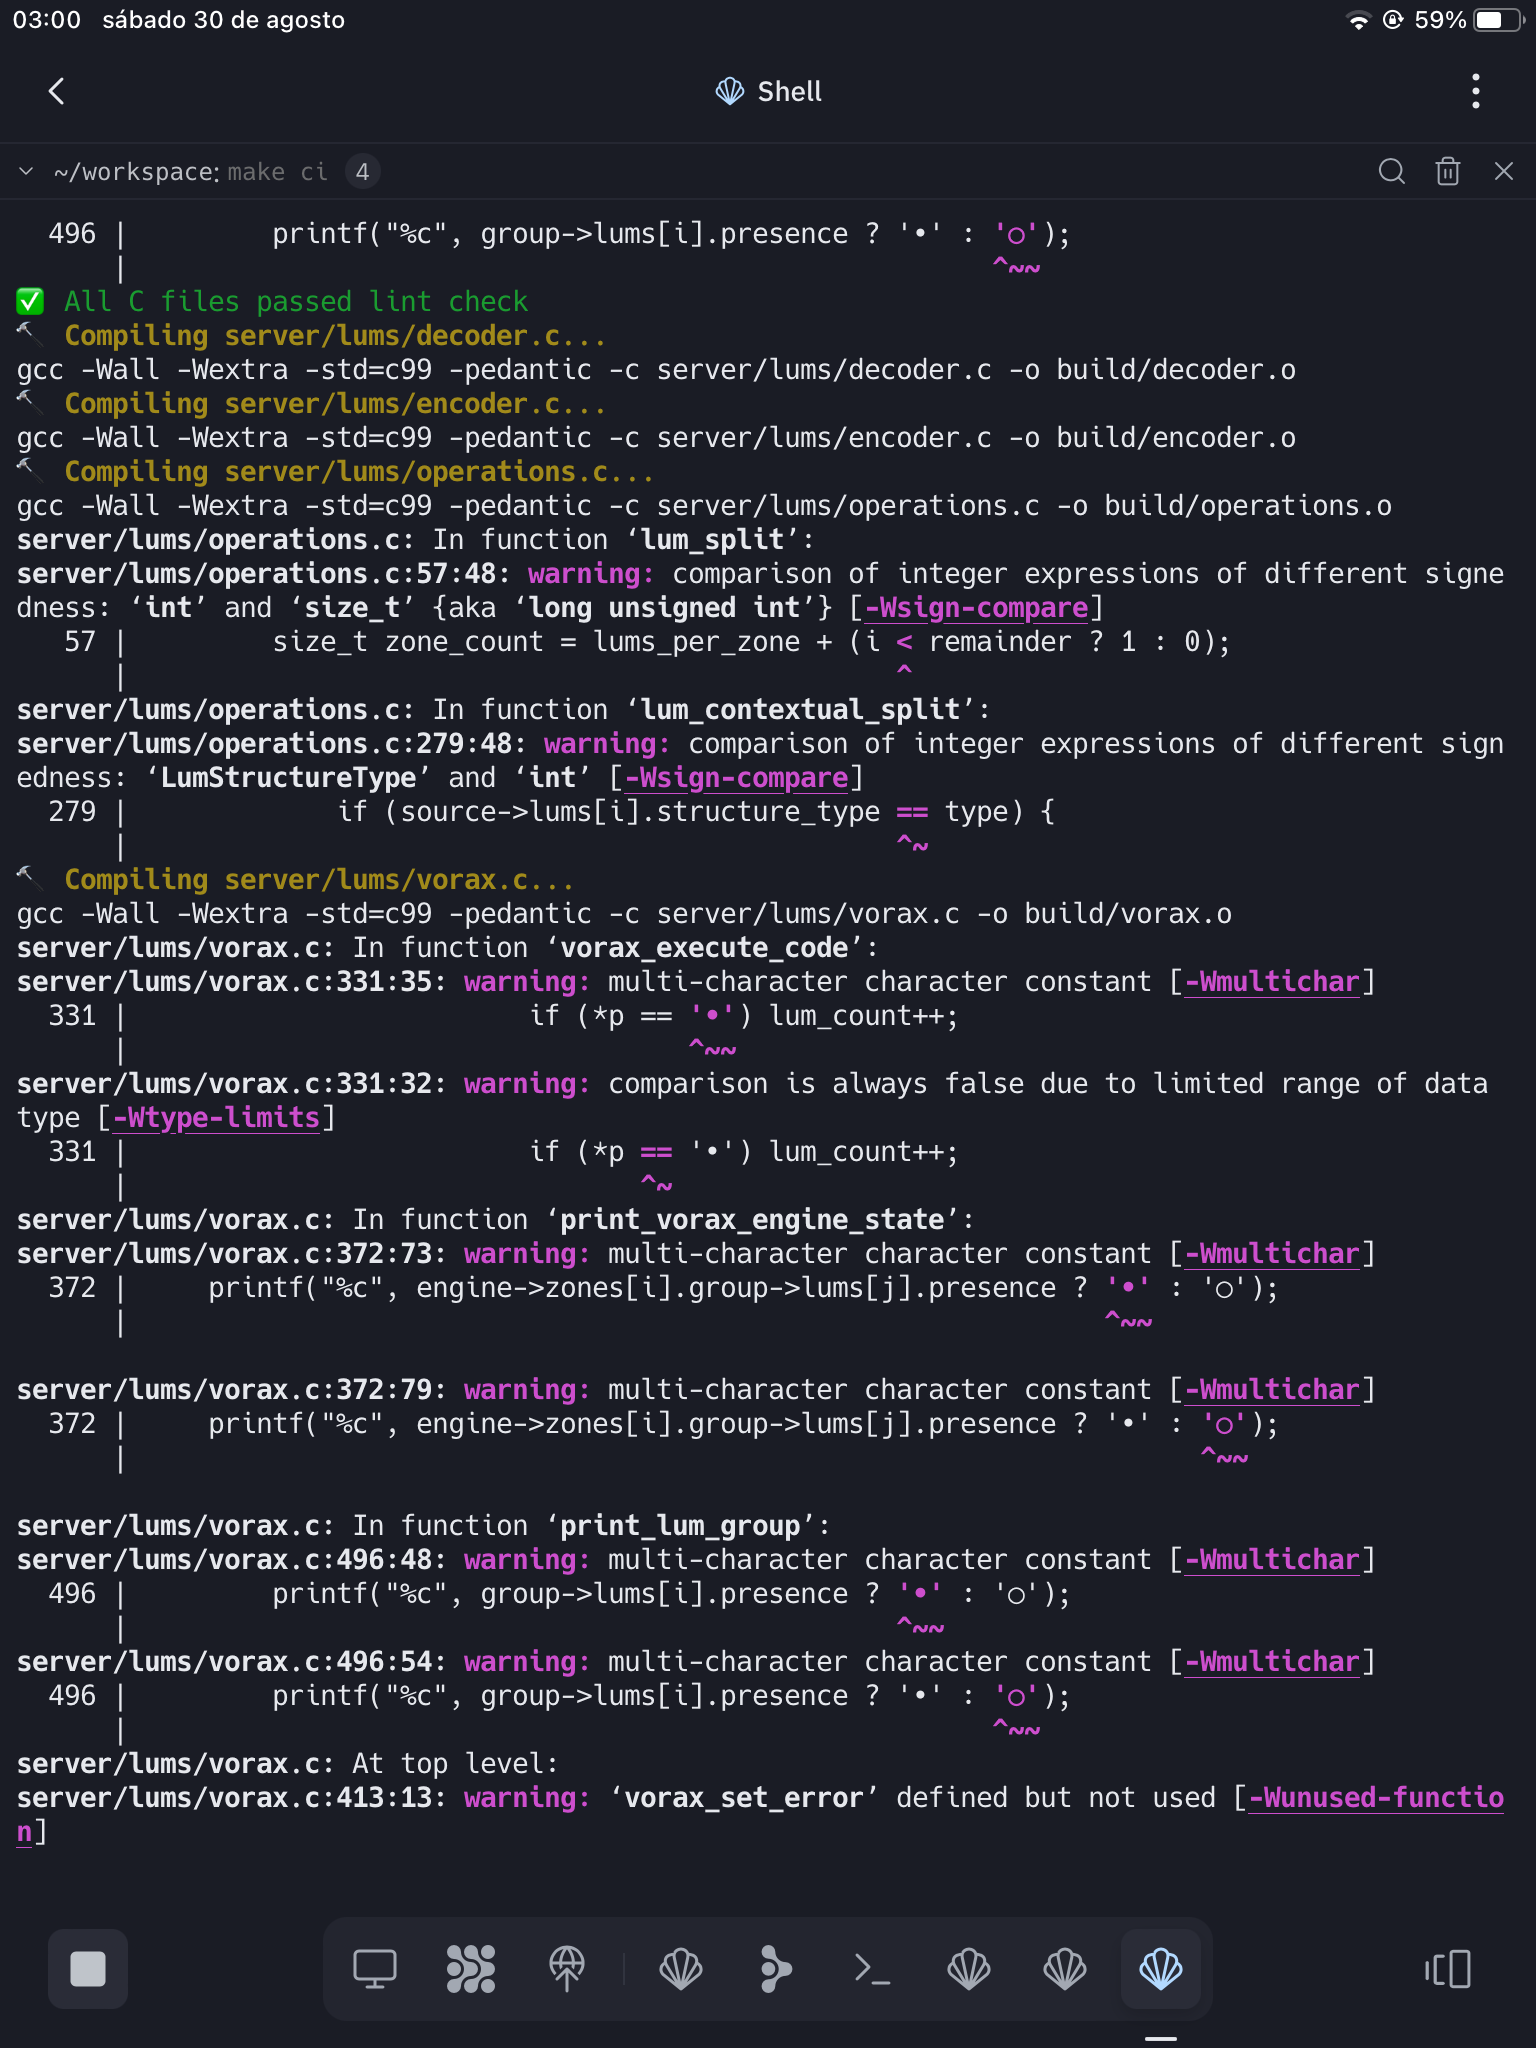 03:00 sábado 30 de agosto 59%
Shell
~/workspace: make ci 4
496 |         printf("%c", group->lums[i].presence ? '•' : '○');
    |                                                      ^~~
✅ All C files passed lint check
🔨 Compiling server/lums/decoder.c...
gcc -Wall -Wextra -std=c99 -pedantic -c server/lums/decoder.c -o build/decoder.o
🔨 Compiling server/lums/encoder.c...
gcc -Wall -Wextra -std=c99 -pedantic -c server/lums/encoder.c -o build/encoder.o
🔨 Compiling server/lums/operations.c...
gcc -Wall -Wextra -std=c99 -pedantic -c server/lums/operations.c -o build/operations.o
server/lums/operations.c: In function ‘lum_split’:
server/lums/operations.c:57:48: warning: comparison of integer expressions of different signe
dness: ‘int’ and ‘size_t’ {aka ‘long unsigned int’} [-Wsign-compare]
57 |         size_t zone_count = lums_per_zone + (i < remainder ? 1 : 0);
   |                                                ^
server/lums/operations.c: In function ‘lum_contextual_split’:
server/lums/operations.c:279:48: warning: comparison of integer expressions of different sign
edness: ‘LumStructureType’ and ‘int’ [-Wsign-compare]
279 |             if (source->lums[i].structure_type == type) {
    |                                                ^~
🔨 Compiling server/lums/vorax.c...
gcc -Wall -Wextra -std=c99 -pedantic -c server/lums/vorax.c -o build/vorax.o
server/lums/vorax.c: In function ‘vorax_execute_code’:
server/lums/vorax.c:331:35: warning: multi-character character constant [-Wmultichar]
331 |                         if (*p == '•') lum_count++;
    |                                   ^~~
server/lums/vorax.c:331:32: warning: comparison is always false due to limited range of data
type [-Wtype-limits]
331 |                         if (*p == '•') lum_count++;
    |                                ^~
server/lums/vorax.c: In function ‘print_vorax_engine_state’:
server/lums/vorax.c:372:73: warning: multi-character character constant [-Wmultichar]
372 |     printf("%c", engine->zones[i].group->lums[j].presence ? '•' : '○');
    |                                                             ^~~
server/lums/vorax.c:372:79: warning: multi-character character constant [-Wmultichar]
372 |     printf("%c", engine->zones[i].group->lums[j].presence ? '•' : '○');
    |                                                                   ^~~
server/lums/vorax.c: In function ‘print_lum_group’:
server/lums/vorax.c:496:48: warning: multi-character character constant [-Wmultichar]
496 |         printf("%c", group->lums[i].presence ? '•' : '○');
    |                                                ^~~
server/lums/vorax.c:496:54: warning: multi-character character constant [-Wmultichar]
496 |         printf("%c", group->lums[i].presence ? '•' : '○');
    |                                                      ^~~
server/lums/vorax.c: At top level:
server/lums/vorax.c:413:13: warning: ‘vorax_set_error’ defined but not used [-Wunused-functio
n]